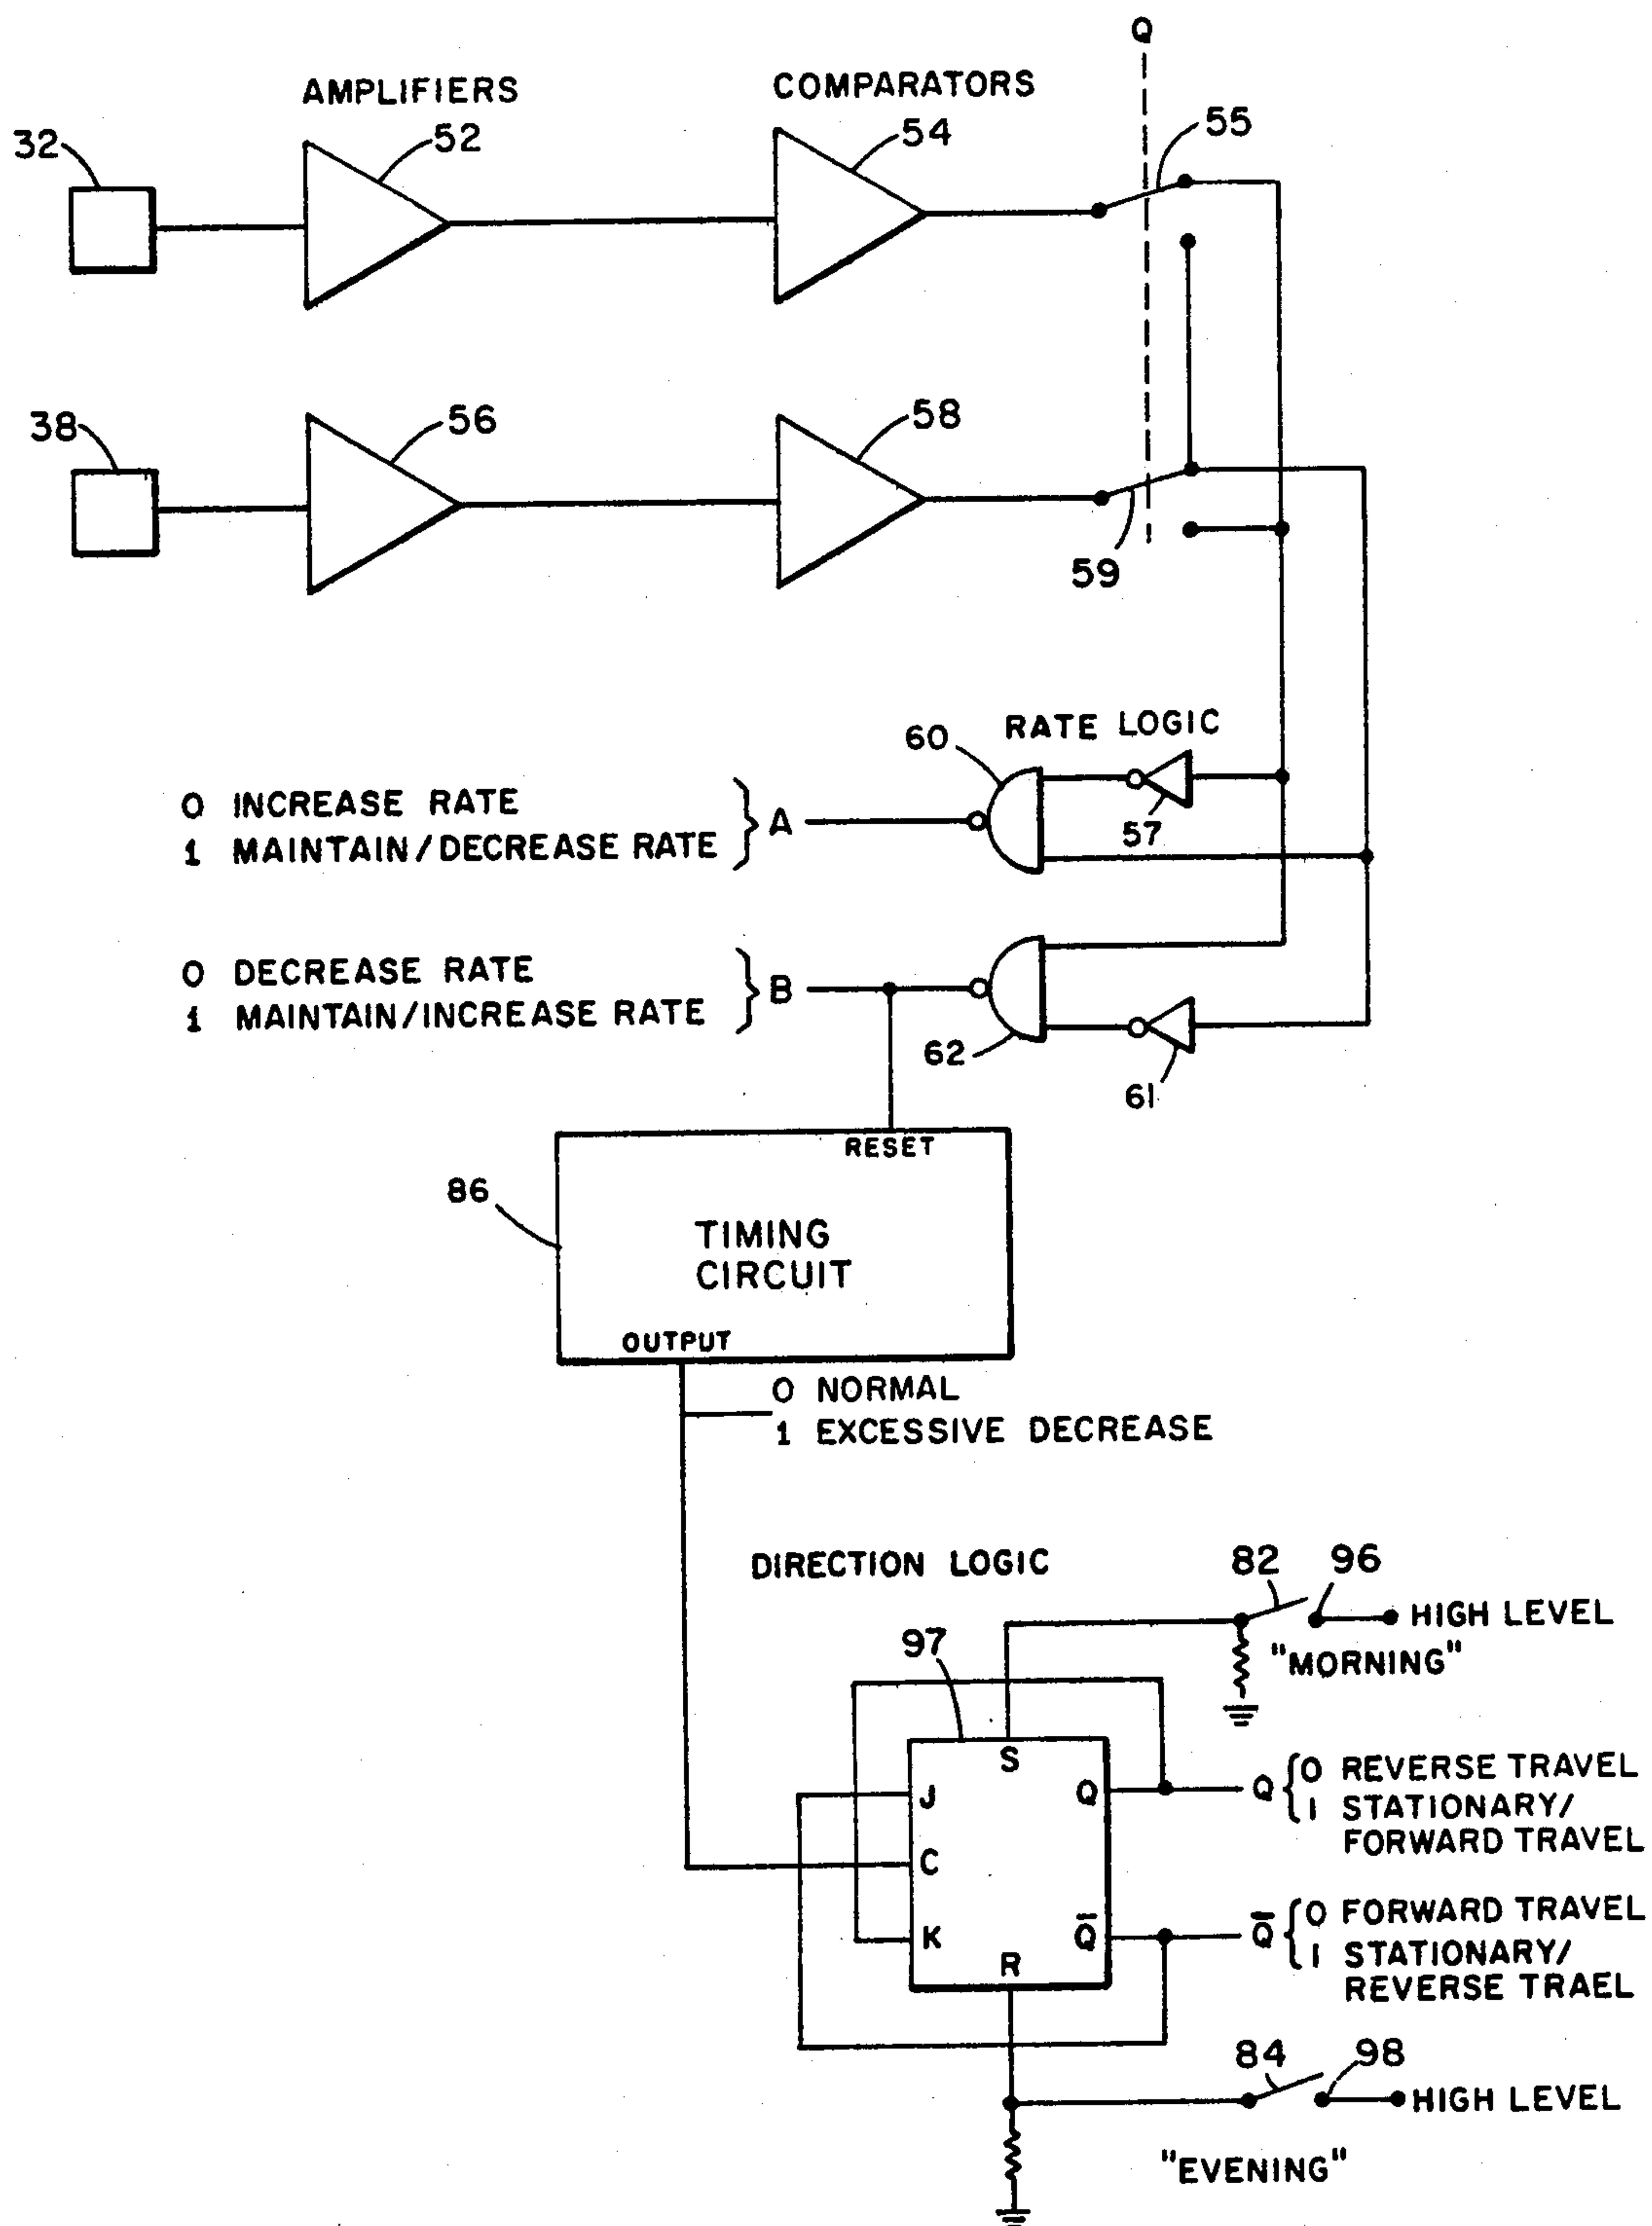 Q
AMPLIFIERS
COMPARATORS
32
52
54
55
38
56
58
59
60
RATE LOGIC
0 INCREASE RATE
1 MAINTAIN/DECREASE RATE
A
57
0 DECREASE RATE
1 MAINTAIN/INCREASE RATE
B
62
61
RESET
86
TIMING
CIRCUIT
OUTPUT
0 NORMAL
1 EXCESSIVE DECREASE
DIRECTION LOGIC
82
96
HIGH LEVEL
"MORNING"
97
S
J
Q
Q
0 REVERSE TRAVEL
1 STATIONARY/
FORWARD TRAVEL
C
K
Q̄
Q̄
0 FORWARD TRAVEL
1 STATIONARY/
REVERSE TRAEL
R
84
98
HIGH LEVEL
"EVENING"